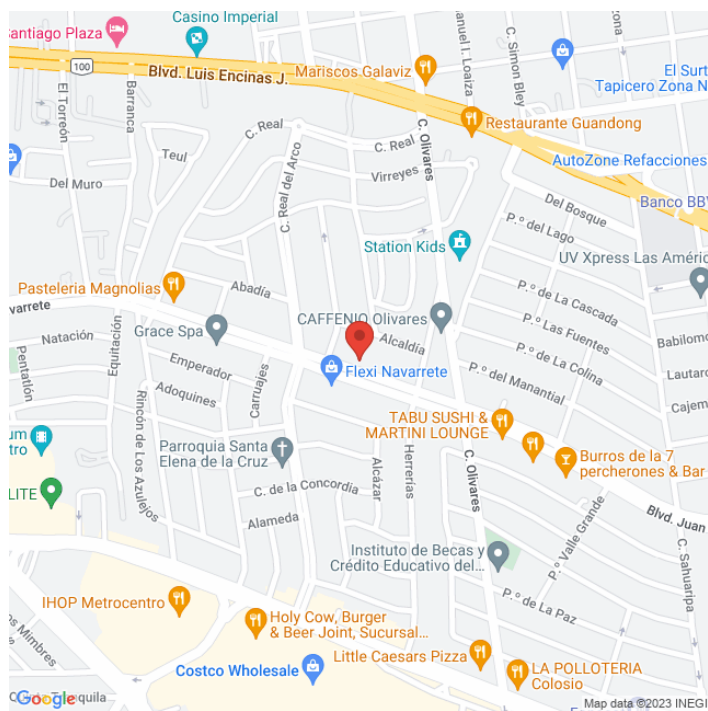 Casino Imperial
Santiago Plaza
100
Blvd. Luis Encinas J.
Mariscos Galaviz
C. Simon Bley
El Surt
Tapicero Zona N
El Torreón
Barranca
C. Real
C. Olivares
Restaurante Guandong
Teul
C. Real
AutoZone Refacciones
Del Muro
C. Real del Arco
Virreyes
Banco BBV
Del Bosque
P.º del Lago
Station Kids
UV Xpress Las Améric
Pasteleria Magnolias
Abadía
P.º de La Cascada
CAFFENIO Olivares
Natación
Equitación
Grace Spa
Alcaldía
P.º Las Fuentes
Babilomo
Pentatlón
Emperador
Flexi Navarrete
P.º de La Colina
Lautaro
Adoquines
Carruajes
P.º del Manantial
Cajem
Rincón de Los Azulejos
TABU SUSHI &
MARTINI LOUNGE
Parroquia Santa
Elena de la Cruz
Alcázar
Herrerías
C. Olivares
Burros de la 7
percherones & Bar
C. de la Concordia
Alameda
P.º Valle Grande
Blvd. Juan
Instituto de Becas y
Crédito Educativo del...
C. Sahuaripa
IHOP Metrocentro
P.º de La Paz
Holy Cow, Burger
& Beer Joint, Sucursal...
Little Caesars Pizza
Costco Wholesale
LA POLLOTERIA
Colosio
Google
Map data ©2023 INEGI